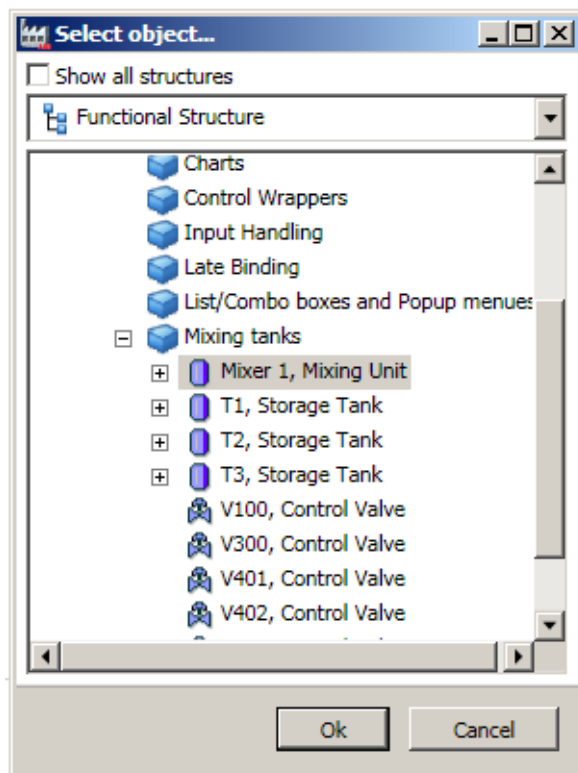 Select object...
Show all structures
Functional Structure
Charts
Control Wrappers
Input Handling
Late Binding
List/Combo boxes and Popup menues
Mixing tanks
Mixer 1, Mixing Unit
T1, Storage Tank
T2, Storage Tank
T3, Storage Tank
V100, Control Valve
V300, Control Valve
V401, Control Valve
V402, Control Valve
Ok
Cancel